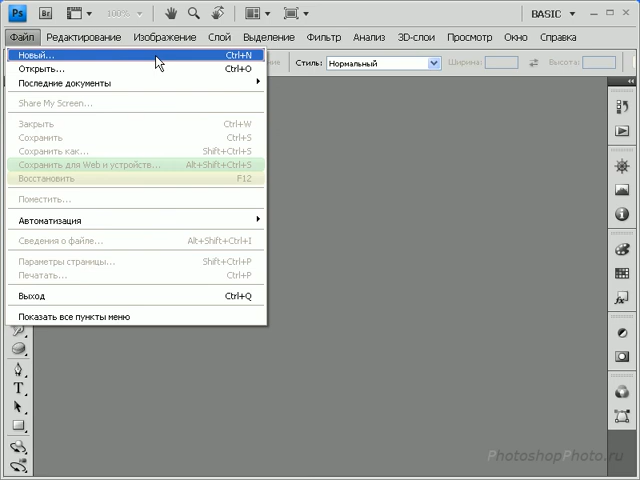 Ps Br 100% BASIC
Файл Редактирование Изображение Слой Выделение Фильтр Анализ 3D-слои Просмотр Окно Справка
Стиль: Нормальный Ширина: Высота:
Новый... Ctrl+N
Открыть... Ctrl+O
Последние документы
Share My Screen...
Закрыть Ctrl+W
Сохранить Ctrl+S
Сохранить как... Shift+Ctrl+S
Сохранить для Web и устройств... Alt+Shift+Ctrl+S
Восстановить F12
Поместить...
Автоматизация
Сведения о файле... Alt+Shift+Ctrl+I
Параметры страницы... Shift+Ctrl+P
Печатать... Ctrl+P
Выход Ctrl+Q
Показать все пункты меню
PhotoshopPhoto.ru